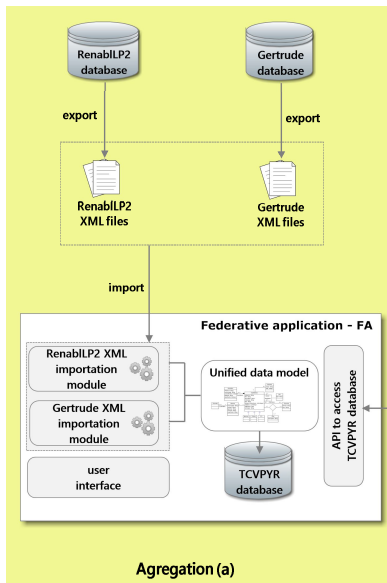 RenablLP2
database
Gertrude
database
export
export
RenablLP2
XML files
Gertrude
XML files
import
Federative application - FA
RenablLP2 XML
importation
module
Gertrude XML
importation
module
Unified data model
API to access
TCVPYR database
user
interface
TCVPYR
database
Agregation (a)